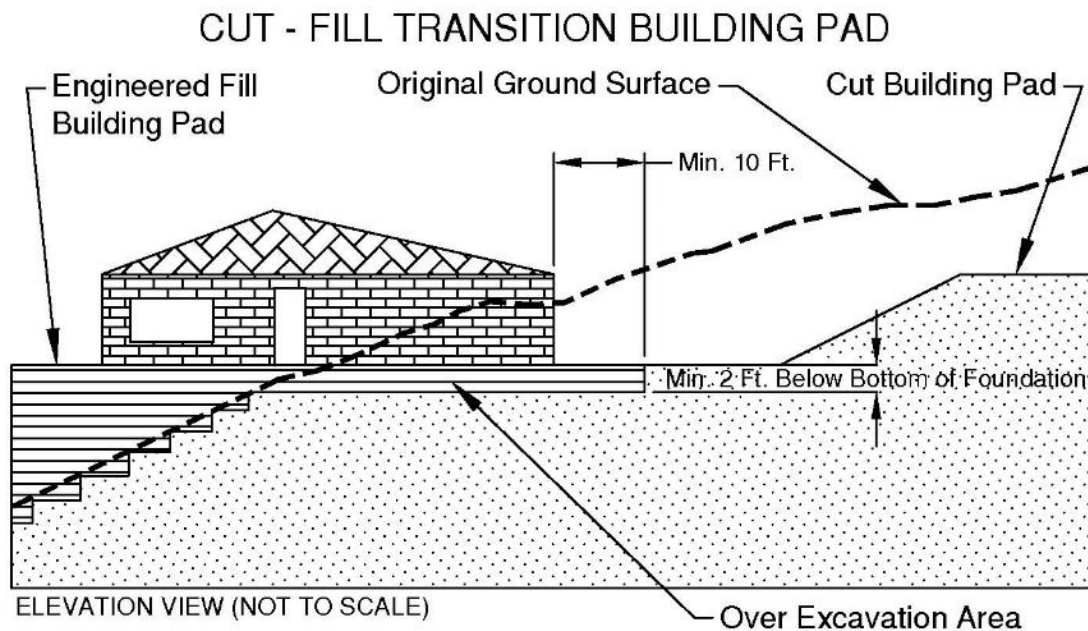 CUT - FILL TRANSITION BUILDING PAD
Engineered Fill
Building Pad
Original Ground Surface
Cut Building Pad
Min. 10 Ft.
Min. 2 Ft. Below Bottom of Foundation
ELEVATION VIEW (NOT TO SCALE)
Over Excavation Area